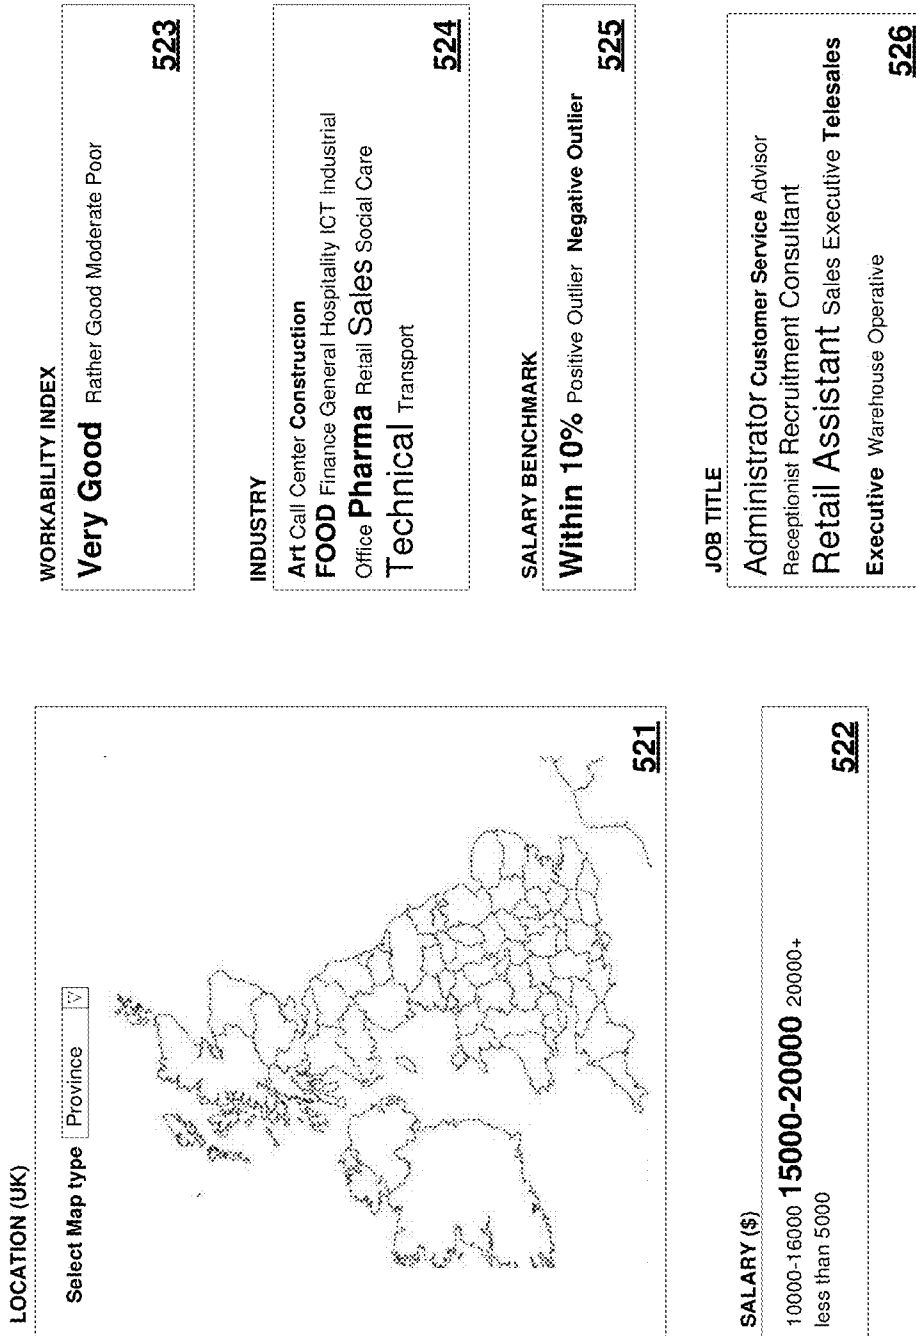 LOCATION (UK)
Select Map type Province
521
SALARY ($)
10000-16000 15000-20000 20000+
less than 5000
522
WORKABILITY INDEX
Very Good Rather Good Moderate Poor
523
INDUSTRY
Art Call Center Construction
FOOD Finance General Hospitality ICT Industrial
Office Pharma Retail Sales Social Care
Technical Transport
524
SALARY BENCHMARK
Within 10% Positive Outlier Negative Outlier
525
JOB TITLE
Administrator Customer Service Advisor
Receptionist Recruitment Consultant
Retail Assistant Sales Executive Telesales
Executive Warehouse Operative
526